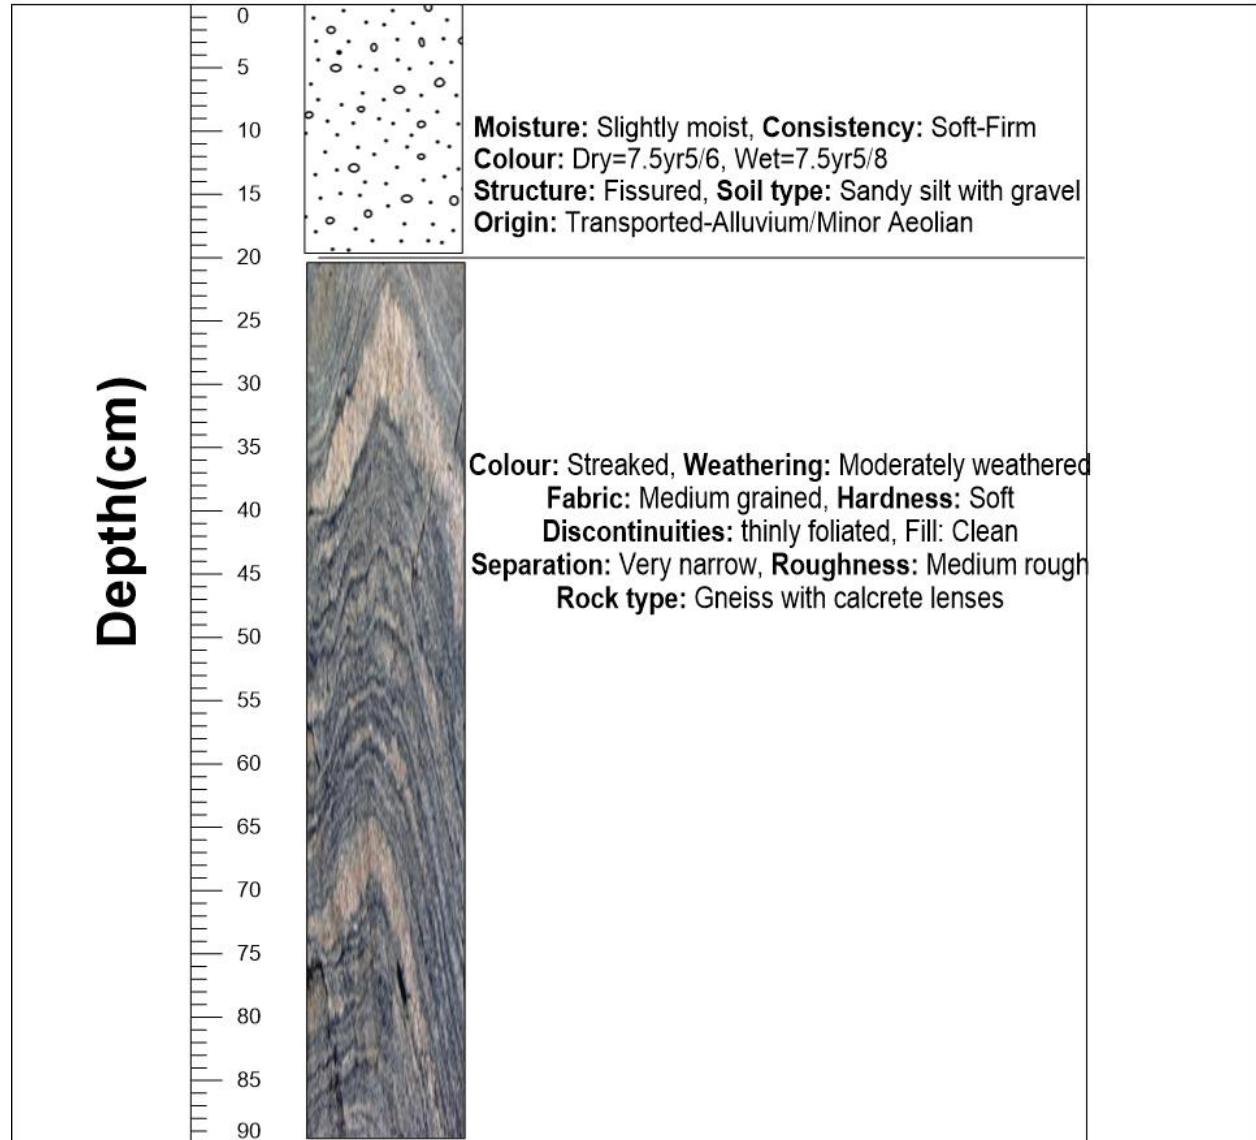 0
5
10
15
20
25
30
35
40
45
50
55
60
65
70
75
80
85
90
Depth(cm)
Moisture: Slightly moist, Consistency: Soft-Firm
Colour: Dry=7.5yr5/6, Wet=7.5yr5/8
Structure: Fissured, Soil type: Sandy silt with gravel
Origin: Transported-Alluvium/Minor Aeolian
Colour: Streaked, Weathering: Moderately weathered
Fabric: Medium grained, Hardness: Soft
Discontinuities: thinly foliated, Fill: Clean
Separation: Very narrow, Roughness: Medium rough
Rock type: Gneiss with calcrete lenses